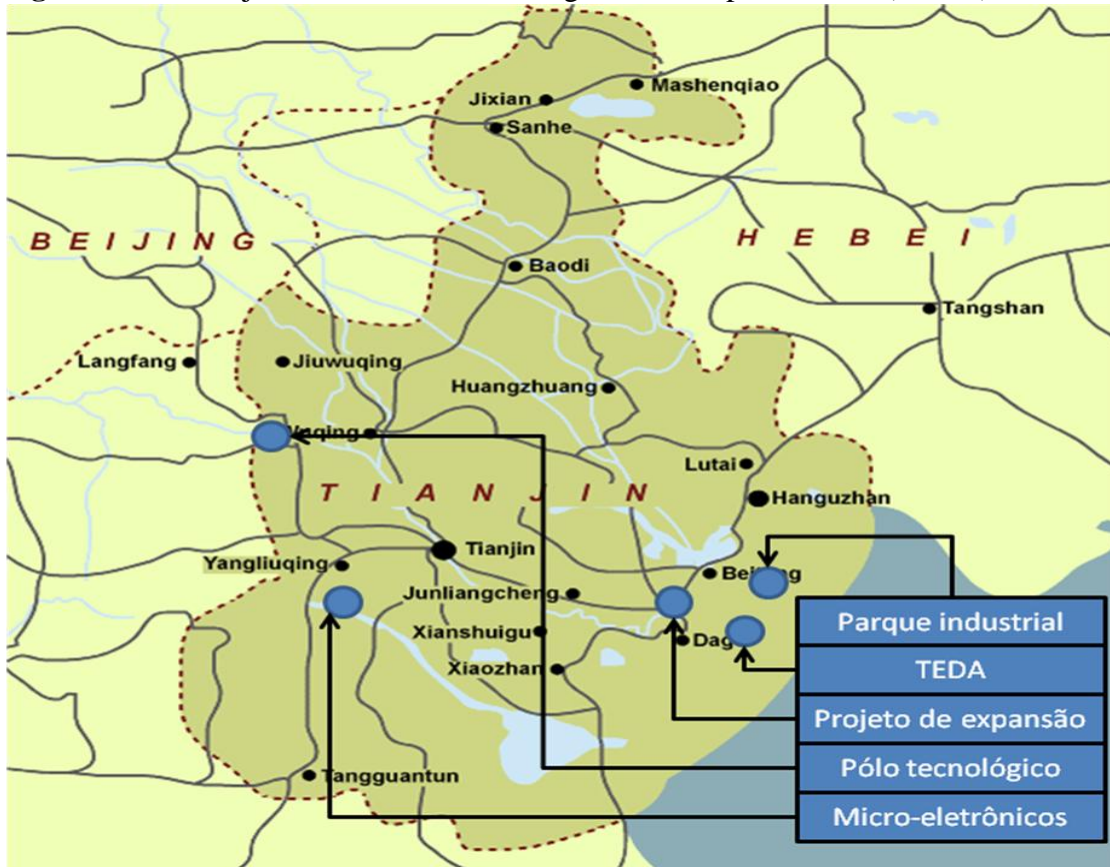 Mashenqiao
Jixian
Sanhe
BEIJING
HEBEI
Baodi
Tangshan
Langfang
Jiuwuqing
Huangzhuang
Lutai
TIANJIN
Hanguzhan
Tianjin
Yangliuqing
Junliangcheng
Xianshuigu
Dag
Xiaozhan
Tangguantun
Parque industrial
TEDA
Projeto de expansão
Pólo tecnológico
Micro-eletrônicos